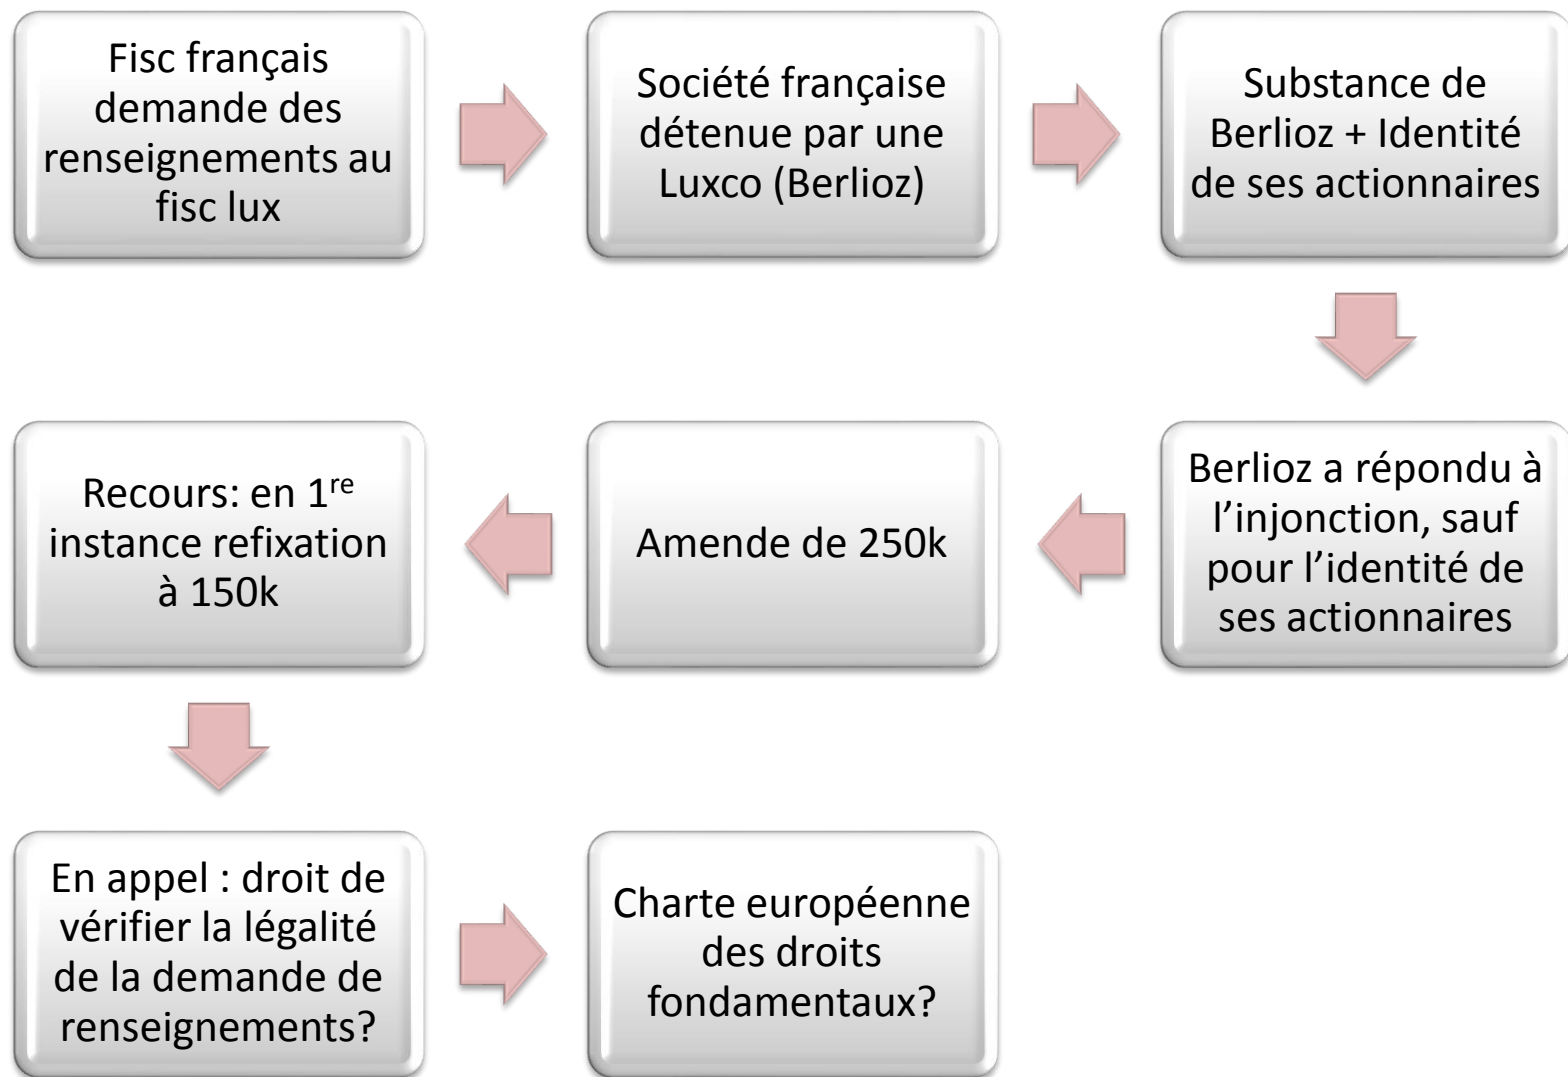 Fisc français
demande des
renseignements au
fisc lux
Société française
détenue par une
Luxco (Berlioz)
Substance de
Berlioz + Identité
de ses actionnaires
Berlioz a répondu à
l’injonction, sauf
pour l’identité de
ses actionnaires
Amende de 250k
Recours: en 1re
instance refixation
à 150k
En appel : droit de
vérifier la légalité
de la demande de
renseignements?
Charte européenne
des droits
fondamentaux?